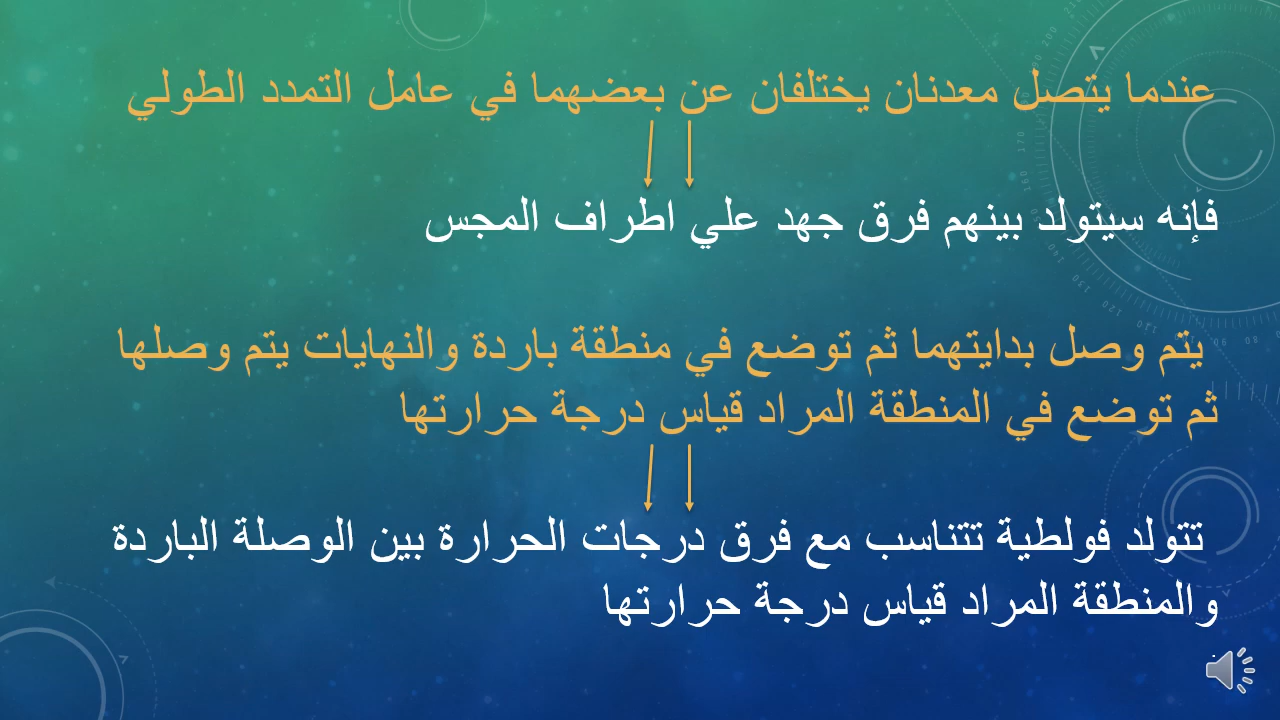 عندما يتصل معدنان يختلفان عن بعضهما في عامل التمدد الطولي
فإنه سيتولد بينهم فرق جهد علي اطراف المجس
يتم وصل بدايتهما ثم توضع في منطقة باردة والنهايات يتم وصلها
ثم توضع في المنطقة المراد قياس درجة حرارتها
تتولد فولطية تتناسب مع فرق درجات الحرارة بين الوصلة الباردة
والمنطقة المراد قياس درجة حرارتها